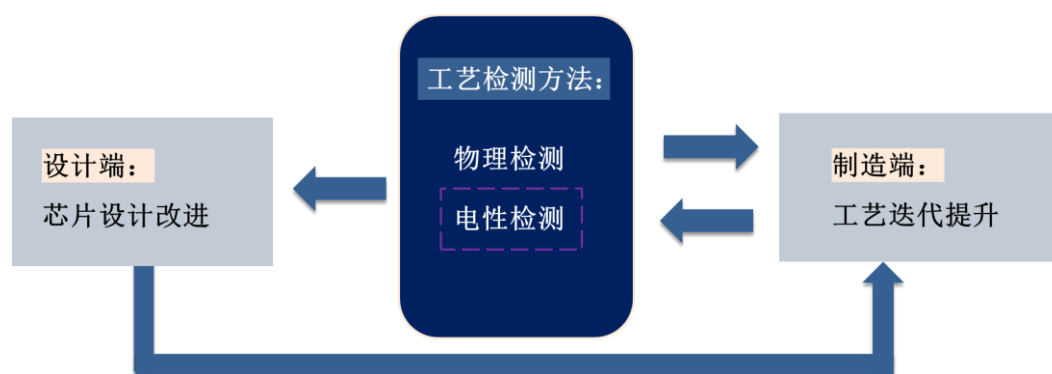 工艺检测方法：
物理检测
电性检测
设计端：
芯片设计改进
制造端：
工艺迭代提升